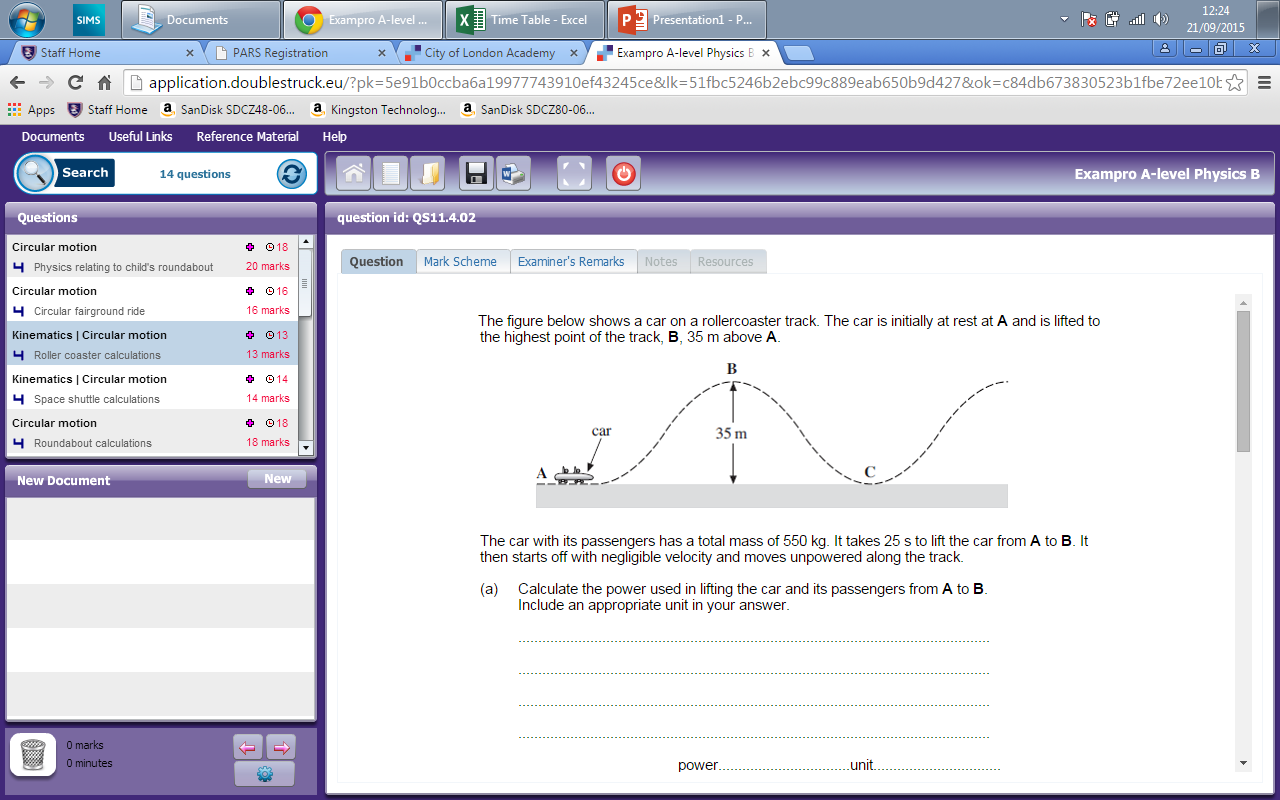 SIMS
Documents
Exampro A-level ...
Time Table - Excel
Presentation1 - P...
12:24
21/09/2015
Staff Home
PARS Registration
City of London Academy
Exampro A-level Physics B
application.doublestruck.eu/?pk=5e91b0ccba6a19977743910ef43245ce&lk=51fbc5246b2ebc99c889eab650b9d427&ok=c84db673830523b1fbe72ee10b
Apps
Staff Home
SanDisk SDCZ48-06...
Kingston Technolog...
SanDisk SDCZ80-06...
Documents
Useful Links
Reference Material
Help
Search
14 questions
Exampro A-level Physics B
Questions
question id: QS11.4.02
Circular motion 18
4 Physics relating to child's roundabout 20 marks
Circular motion 16
4 Circular fairground ride 16 marks
Kinematics | Circular motion 13
4 Roller coaster calculations 13 marks
Kinematics | Circular motion 14
4 Space shuttle calculations 14 marks
Circular motion 18
4 Roundabout calculations 18 marks
New Document
New
0 marks
0 minutes
Question
Mark Scheme
Examiner's Remarks
Notes
Resources
The figure below shows a car on a rollercoaster track. The car is initially at rest at A and is lifted to
the highest point of the track, B, 35 m above A.
B
car
35 m
A
C
The car with its passengers has a total mass of 550 kg. It takes 25 s to lift the car from A to B. It
then starts off with negligible velocity and moves unpowered along the track.
(a) Calculate the power used in lifting the car and its passengers from A to B.
Include an appropriate unit in your answer.
power..............................unit.............................